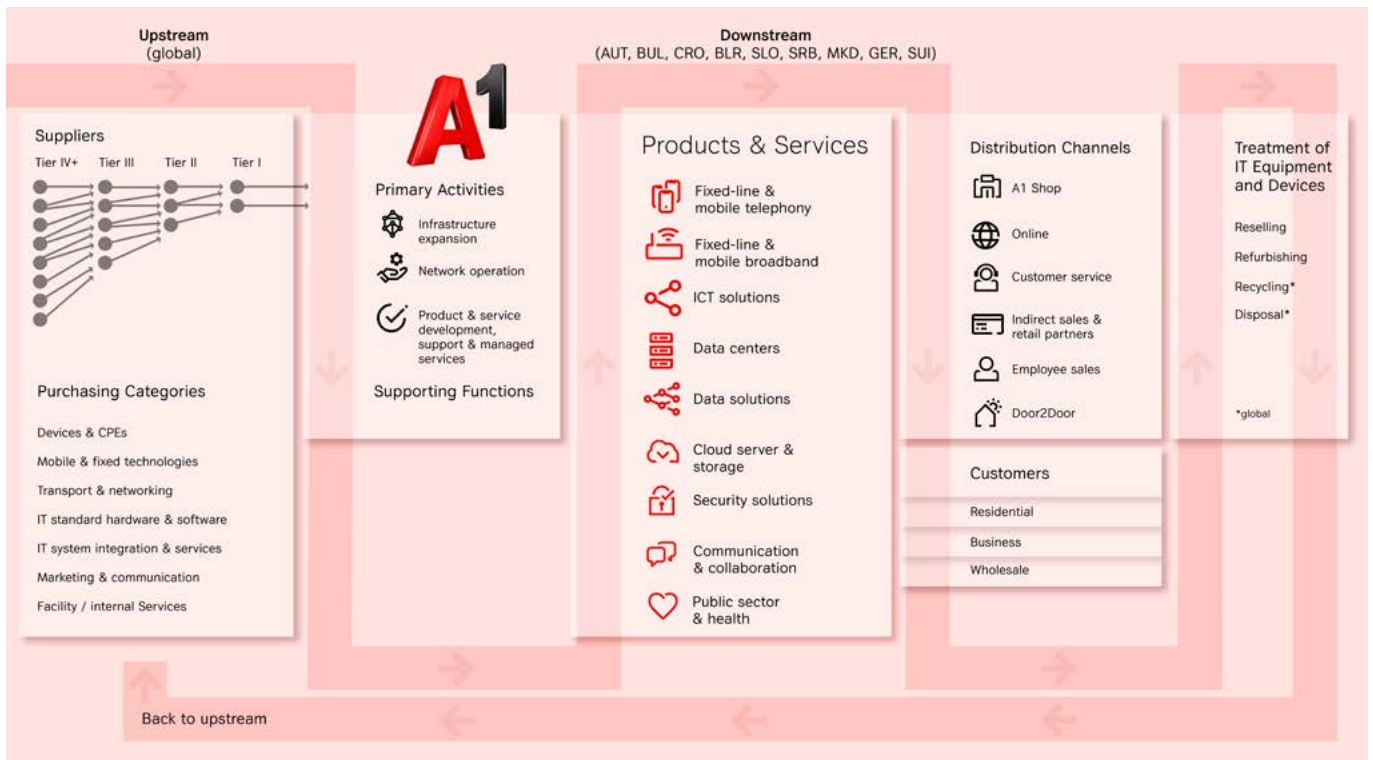 Upstream
(global)
Downstream
(AUT, BUL, CRO, BLR, SLO, SRB, MKD, GER, SUI)
A1
Suppliers
Tier IV+ Tier III Tier II Tier I
Purchasing Categories
Devices & CPEs
Mobile & fixed technologies
Transport & networking
IT standard hardware & software
IT system integration & services
Marketing & communication
Facility / internal Services
Primary Activities
Infrastructure
expansion
Network operation
Product & service
development,
support & managed
services
Supporting Functions
Products & Services
Fixed-line &
mobile telephony
Fixed-line &
mobile broadband
ICT solutions
Data centers
Data solutions
Cloud server &
storage
Security solutions
Communication
& collaboration
Public sector
& health
Distribution Channels
A1 Shop
Online
Customer service
Indirect sales &
retail partners
Employee sales
Door2Door
Customers
Residential
Business
Wholesale
Treatment of
IT Equipment
and Devices
Reselling
Refurbishing
Recycling*
Disposal*
*global
Back to upstream